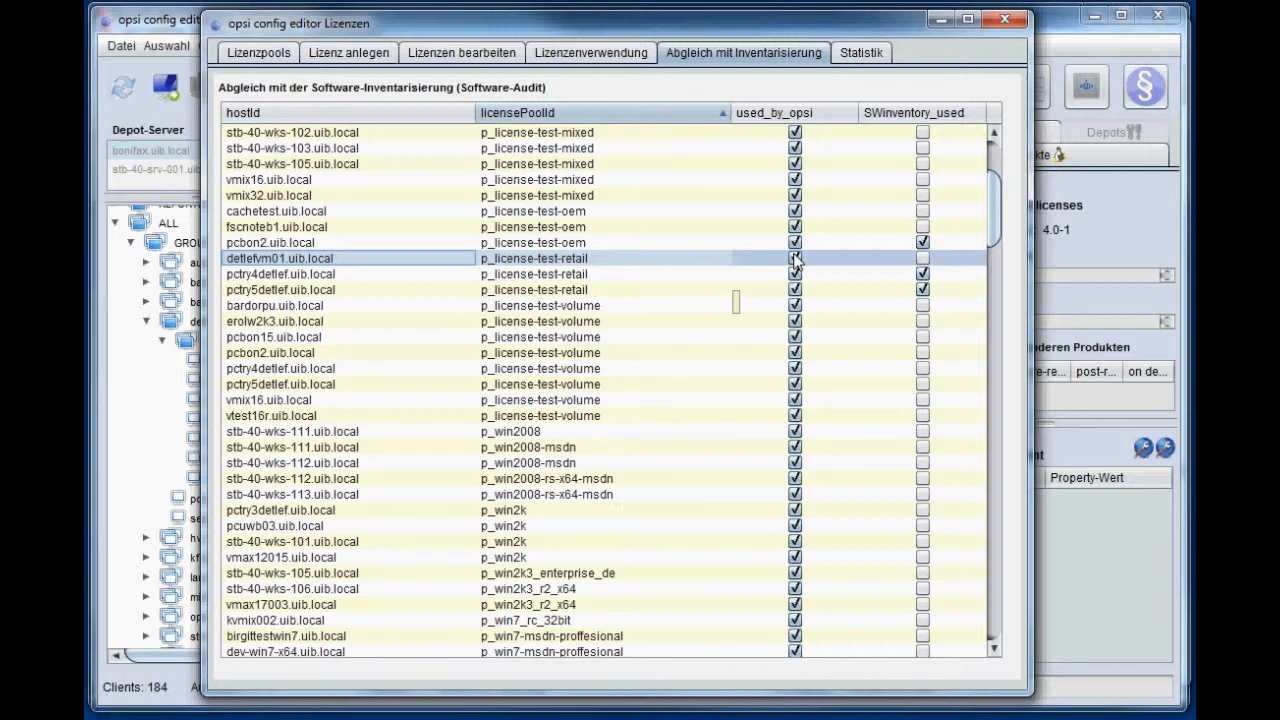 opsi config edi
opsi config editor Lizenzen
Datei Auswahl
Lizenzpools Lizenz anlegen Lizenzen bearbeiten Lizenzenverwendung Abgleich mit Inventarisierung Statistik
Abgleich mit der Software-Inventarisierung (Software-Audit)
hostId licensePoolId used_by_opsi SWinventory_used
Depot-Server
bonifax.uib.local
stb-40-srv-001.uib
Depots
kte
licenses
4.0-1
nderen Produkten
re-re... post-r... on de...
Property-Wert
ALL
GROU
stb-40-wks-102.uib.local p_license-test-mixed
stb-40-wks-103.uib.local p_license-test-mixed
stb-40-wks-105.uib.local p_license-test-mixed
vmix16.uib.local p_license-test-mixed
vmix32.uib.local p_license-test-mixed
cachetest.uib.local p_license-test-oem
fscnoteb1.uib.local p_license-test-oem
pcbon2.uib.local p_license-test-oem
detlefvm01.uib.local p_license-test-retail
pctry4detlef.uib.local p_license-test-retail
pctry5detlef.uib.local p_license-test-retail
bardorpu.uib.local p_license-test-volume
erolw2k3.uib.local p_license-test-volume
pcbon15.uib.local p_license-test-volume
pcbon2.uib.local p_license-test-volume
pctry4detlef.uib.local p_license-test-volume
pctry5detlef.uib.local p_license-test-volume
vmix16.uib.local p_license-test-volume
vtest16r.uib.local p_license-test-volume
stb-40-wks-111.uib.local p_win2008
stb-40-wks-111.uib.local p_win2008-msdn
stb-40-wks-112.uib.local p_win2008-msdn
stb-40-wks-112.uib.local p_win2008-rs-x64-msdn
stb-40-wks-113.uib.local p_win2008-rs-x64-msdn
pctry3detlef.uib.local p_win2k
pcuwb03.uib.local p_win2k
stb-40-wks-101.uib.local p_win2k
vmax12015.uib.local p_win2k
stb-40-wks-105.uib.local p_win2k3_enterprise_de
stb-40-wks-106.uib.local p_win2k3_r2_x64
vmax17003.uib.local p_win2k3_r2_x64
kvmix002.uib.local p_win7_rc_32bit
birgittestwin7.uib.local p_win7-msdn-proffesional
dev-win7-x64.uib.local p_win7-msdn-proffesional
Clients: 184